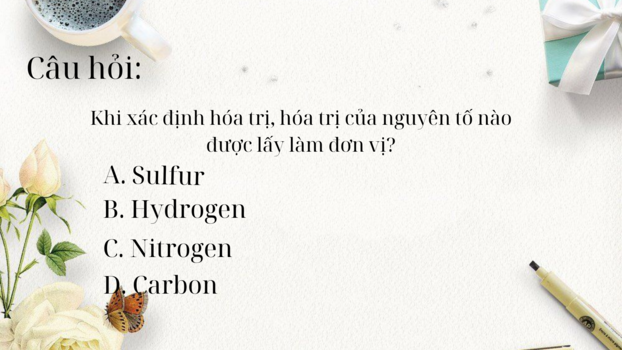 Câu hỏi:
Khi xác định hóa trị, hóa trị của nguyên tố nào
được lấy làm đơn vị?
A. Sulfur
B. Hydrogen
C. Nitrogen
D. Carbon